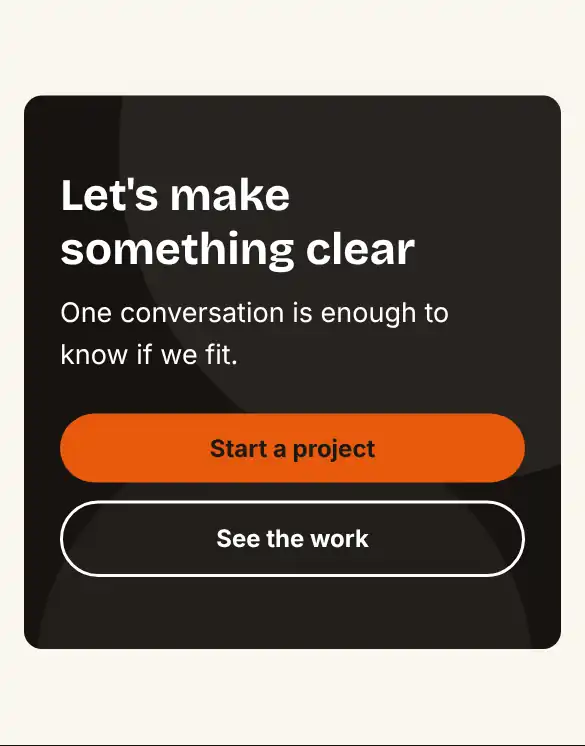 Let's make
something clear
One conversation is enough to
know if we fit.
Start a project
See the work